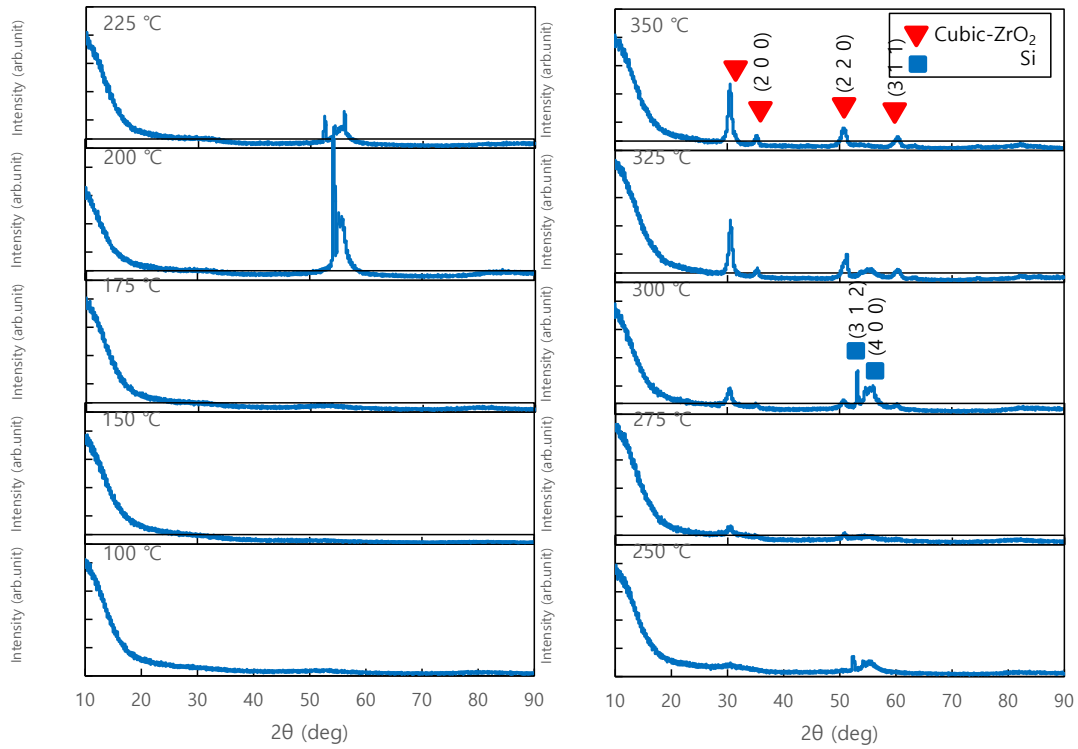 225 ℃
Intensity (arb.unit)
200 ℃
Intensity (arb.unit)
175 ℃
Intensity (arb.unit)
150 ℃
Intensity (arb.unit)
100 ℃
Intensity (arb.unit)
10 20 30 40 50 60 70 80 90
2θ (deg)
350 ℃
Cubic-ZrO2
Si
(2 0 0)
(2 2 0)
(3 1 1)
Intensity (arb.unit)
325 ℃
Intensity (arb.unit)
300 ℃
(3 1 2)
(4 0 0)
Intensity (arb.unit)
275 ℃
Intensity (arb.unit)
250 ℃
Intensity (arb.unit)
10 20 30 40 50 60 70 80 90
2θ (deg)